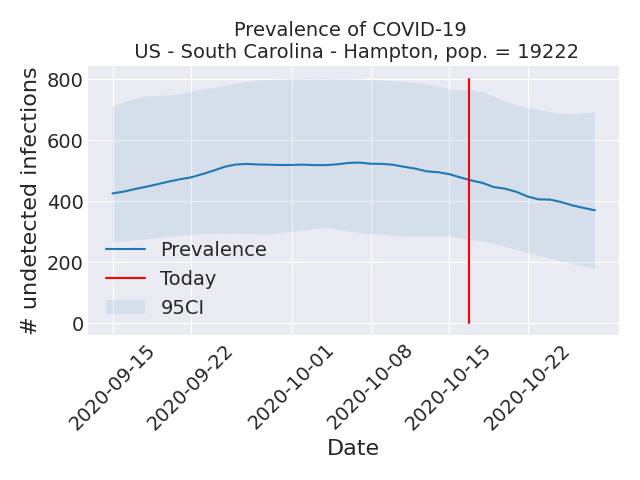 Prevalence of COVID-19
US - South Carolina - Hampton, pop. = 19222
# undetected infections
800
600
400
200
0
Prevalence
Today
95CI
2020-09-15
2020-09-22
2020-10-01
2020-10-08
2020-10-15
2020-10-22
Date